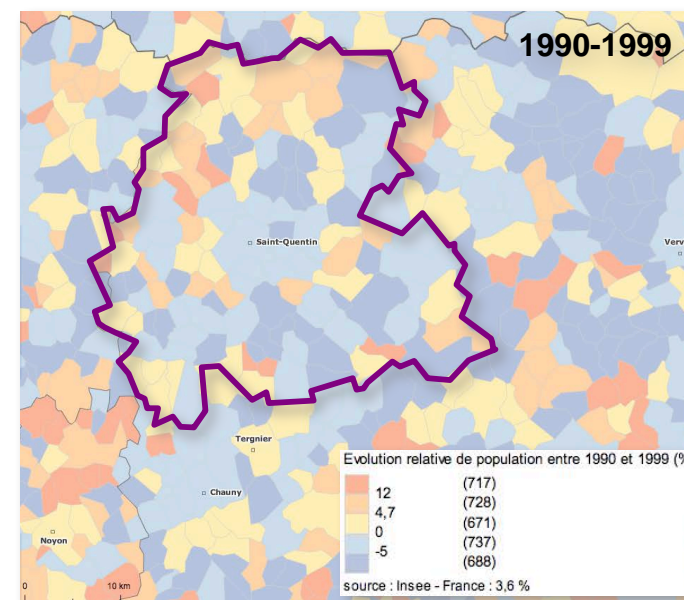 1990-1999
Saint-Quentin
Verv
Tergnier
Chauny
Noyon
0 10 km
Evolution relative de population entre 1990 et 1999 (%
(717)
12
(728)
4,7
(671)
0
(737)
-5
(688)
source : Insee - France : 3,6 %